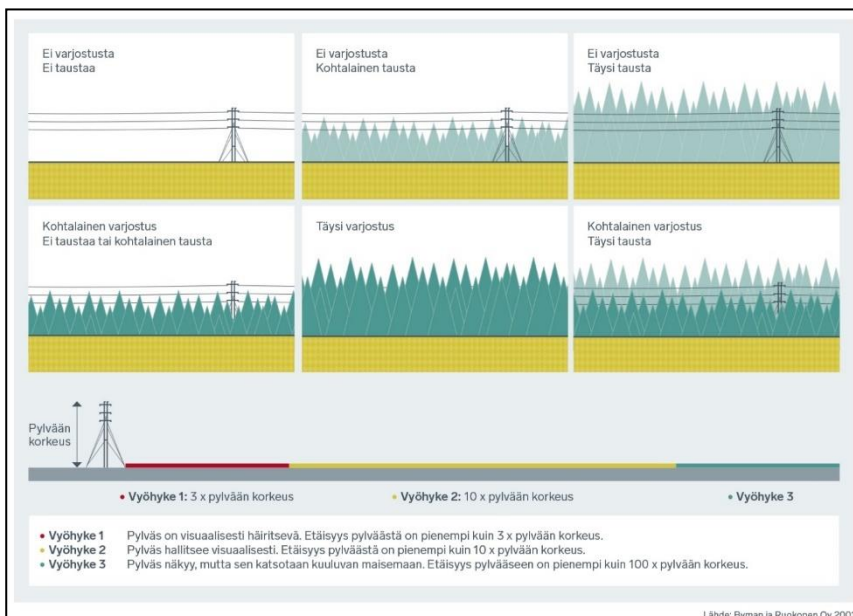 Ei varjostusta
Ei taustaa
Ei varjostusta
Kohtalainen tausta
Ei varjostusta
Täysi tausta
Kohtalainen varjostus
Ei taustaa tai kohtalainen tausta
Täysi varjostus
Kohtalainen varjostus
Täysi tausta
Pylvään
korkeus
• Vyöhyke 1: 3 x pylvään korkeus
• Vyöhyke 2: 10 x pylvään korkeus
• Vyöhyke 3
• Vyöhyke 1 Pylväs on visuaalisesti häiritsevä. Etäisyys pylväästä on pienempi kuin 3 x pylvään korkeus.
• Vyöhyke 2 Pylväs hallitsee visuaalisesti. Etäisyys pylväästä on pienempi kuin 10 x pylvään korkeus.
• Vyöhyke 3 Pylväs näkyy, mutta sen katsotaan kuuluvan maisemaan. Etäisyys pylvääseen on pienempi kuin 100 x pylvään korkeus.
Lähde: Byman ja Ruokonen Oy